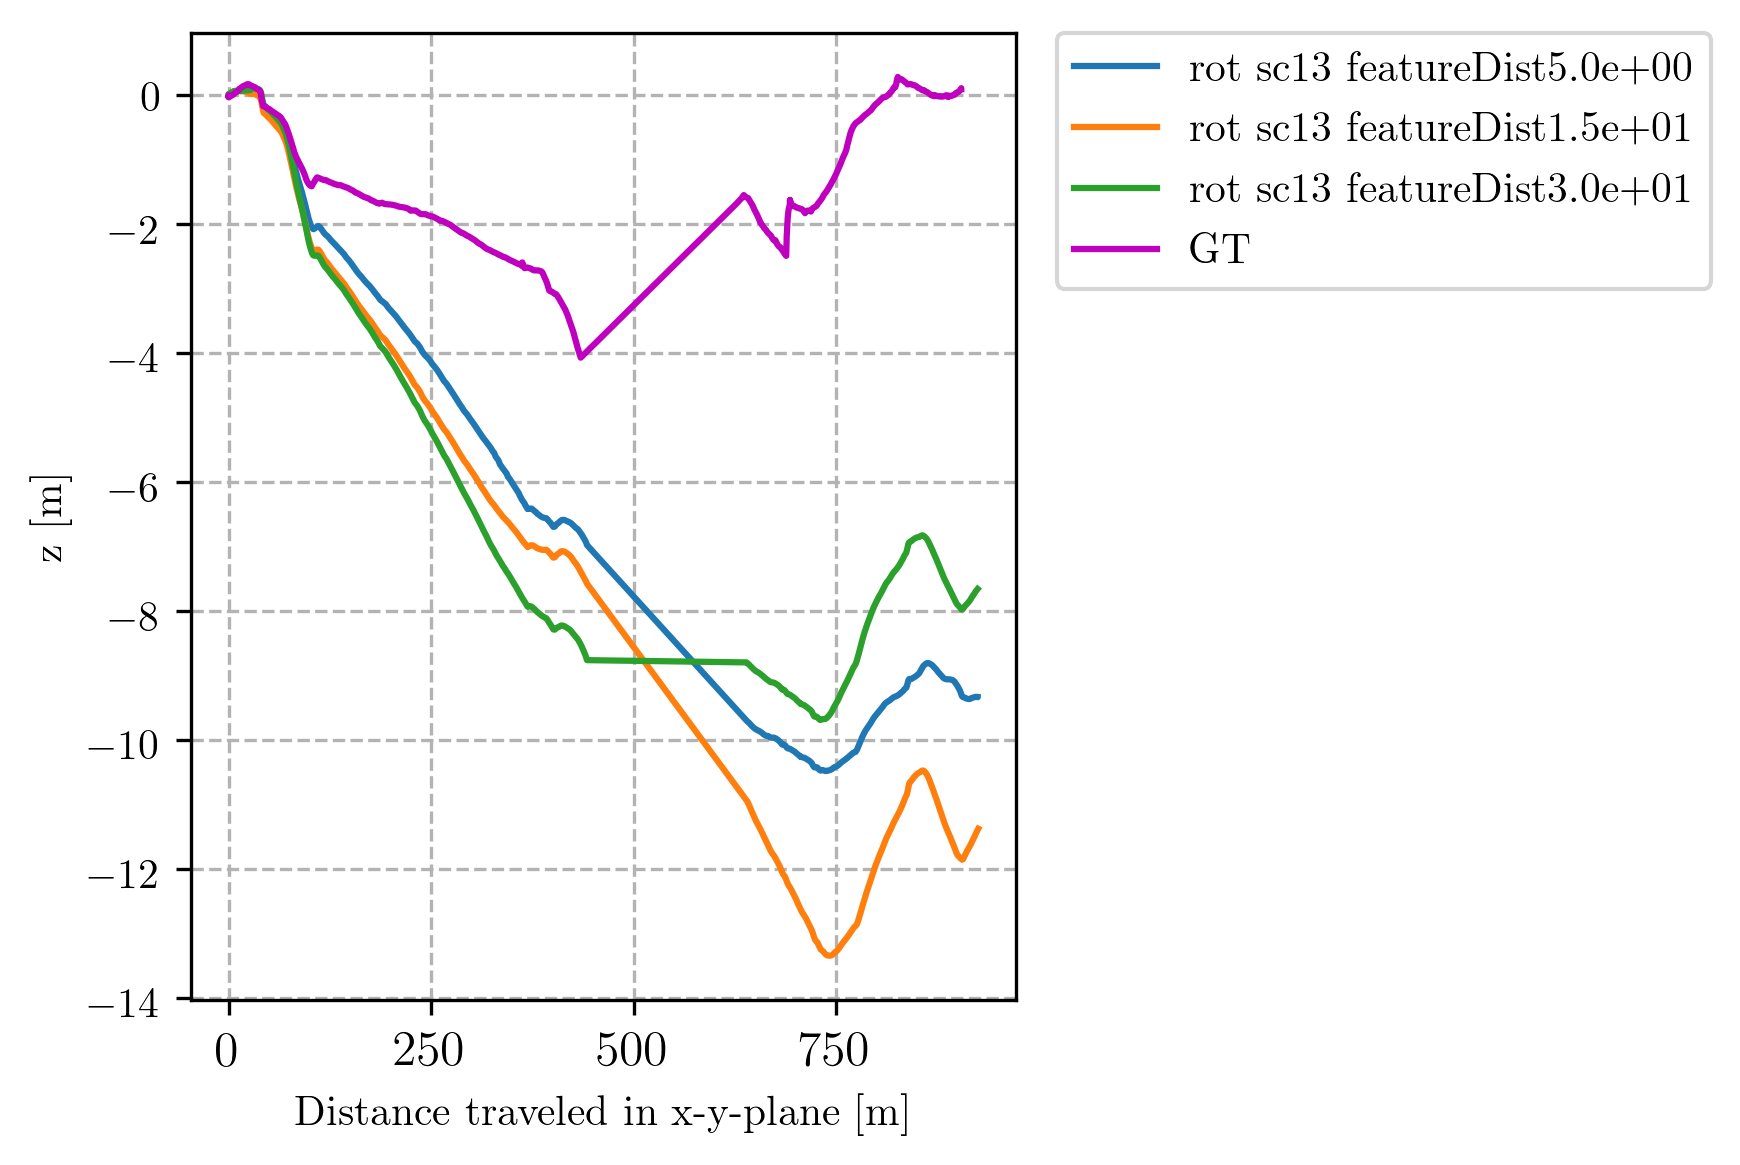 0
−2
−4
−6
−8
−10
−12
−14
z [m]
0 250 500 750
Distance traveled in x-y-plane [m]
rot sc13 featureDist5.0e+00
rot sc13 featureDist1.5e+01
rot sc13 featureDist3.0e+01
GT